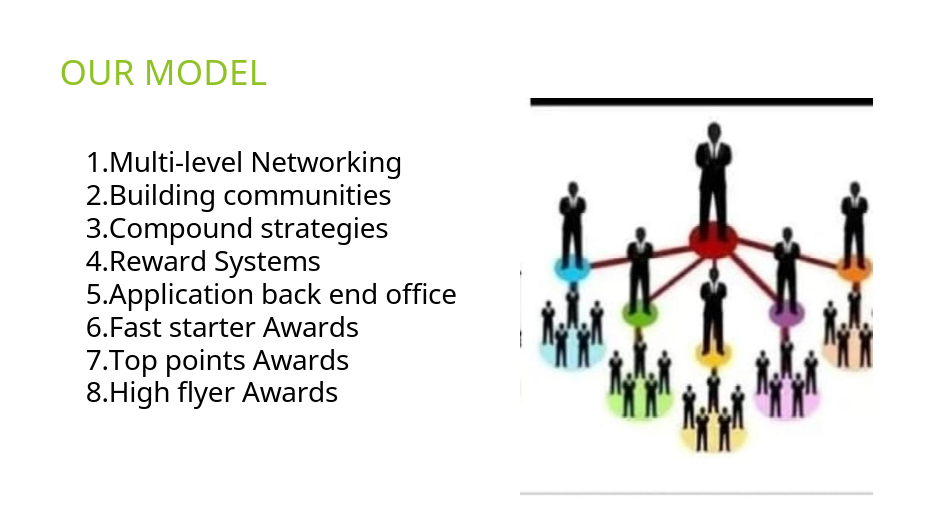 OUR MODEL
1.Multi-level Networking
2.Building communities
3.Compound strategies
4.Reward Systems
5.Application back end office
6.Fast starter Awards
7.Top points Awards
8.High flyer Awards